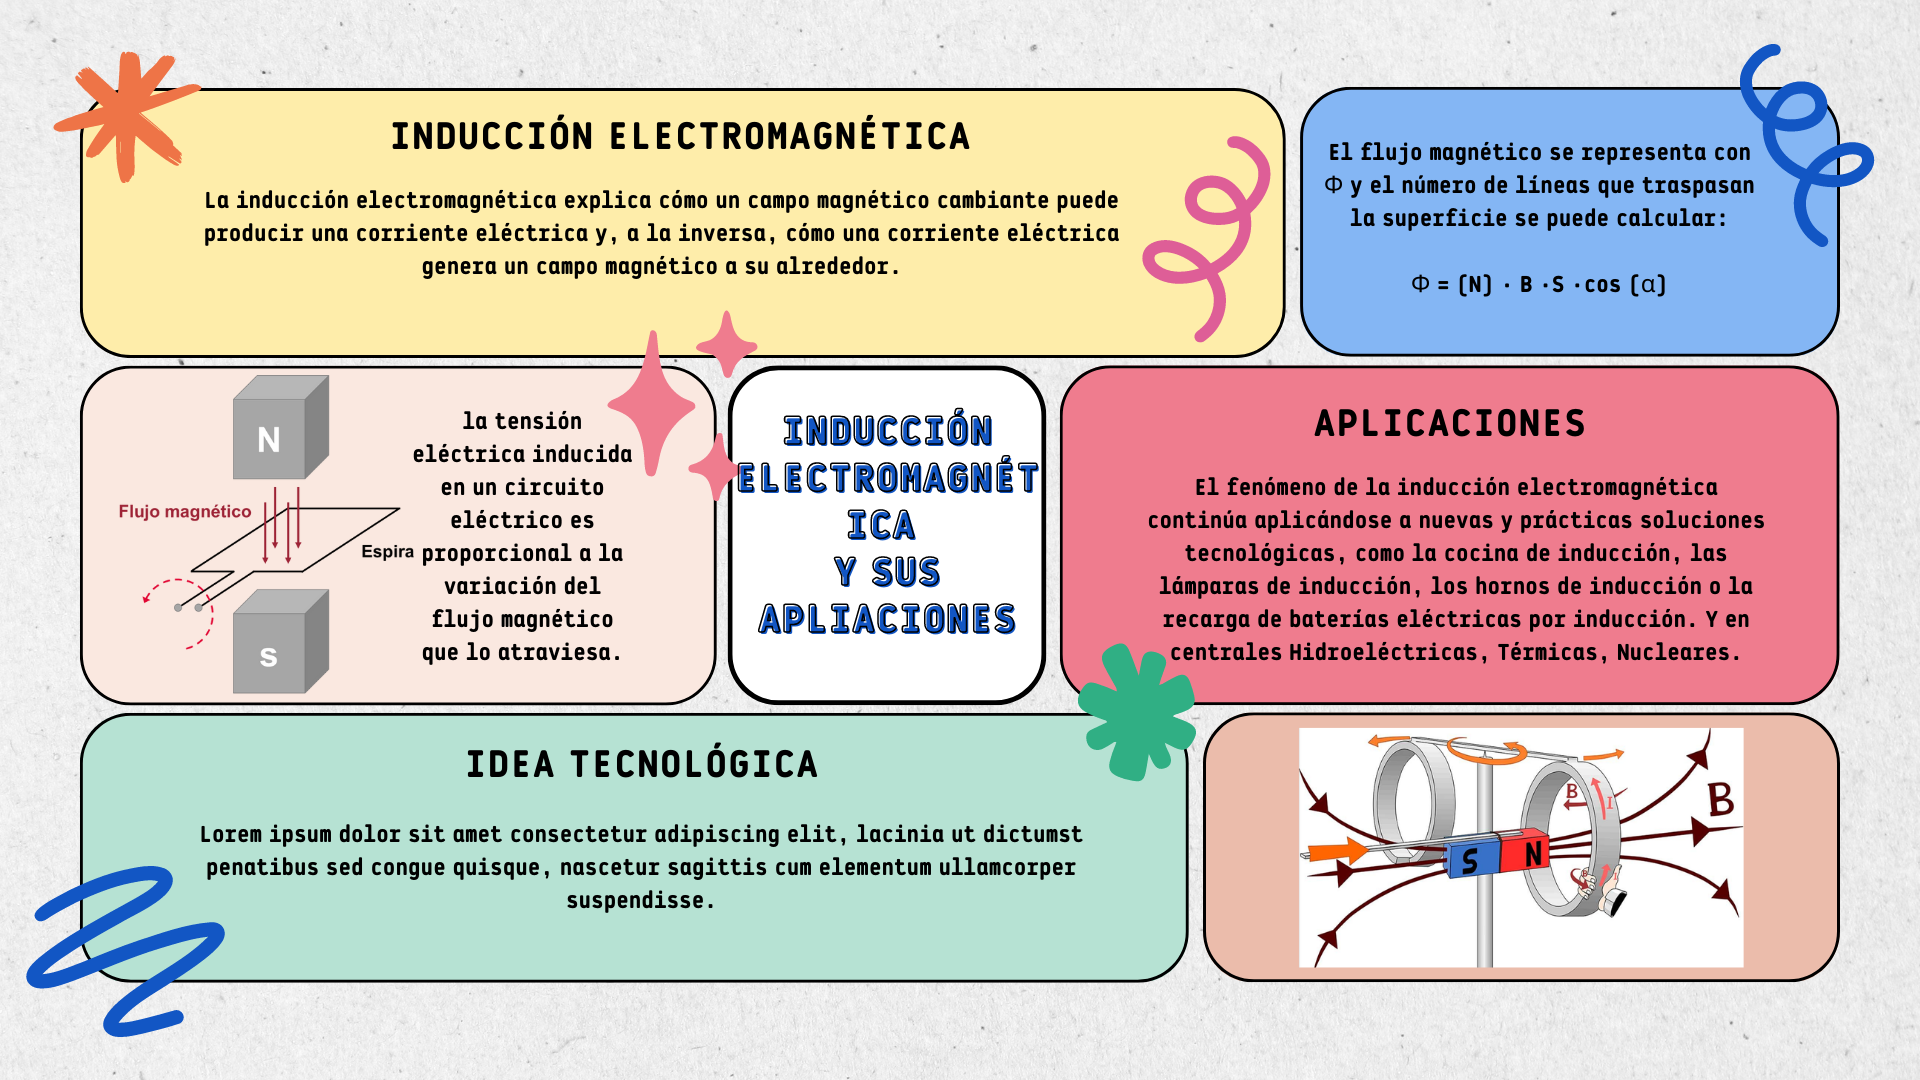 INDUCCIÓN ELECTROMAGNÉTICA
La inducción electromagnética explica cómo un campo magnético cambiante puede
producir una corriente eléctrica y, a la inversa, cómo una corriente eléctrica
genera un campo magnético a su alrededor.
El flujo magnético se representa con
Φ y el número de líneas que traspasan
la superficie se puede calcular:
Φ = (N) · B ·S ·cos (α)
N
Flujo magnético
Espira
S
la tensión
eléctrica inducida
en un circuito
eléctrico es
proporcional a la
variación del
flujo magnético
que lo atraviesa.
INDUCCIÓN
ELECTROMAGNÉT
ICA
Y SUS
APLIACIONES
APLICACIONES
El fenómeno de la inducción electromagnética
continúa aplicándose a nuevas y prácticas soluciones
tecnológicas, como la cocina de inducción, las
lámparas de inducción, los hornos de inducción o la
recarga de baterías eléctricas por inducción. Y en
centrales Hidroeléctricas, Térmicas, Nucleares.
IDEA TECNOLÓGICA
Lorem ipsum dolor sit amet consectetur adipiscing elit, lacinia ut dictumst
penatibus sed congue quisque, nascetur sagittis cum elementum ullamcorper
suspendisse.
B
I
B
S
N